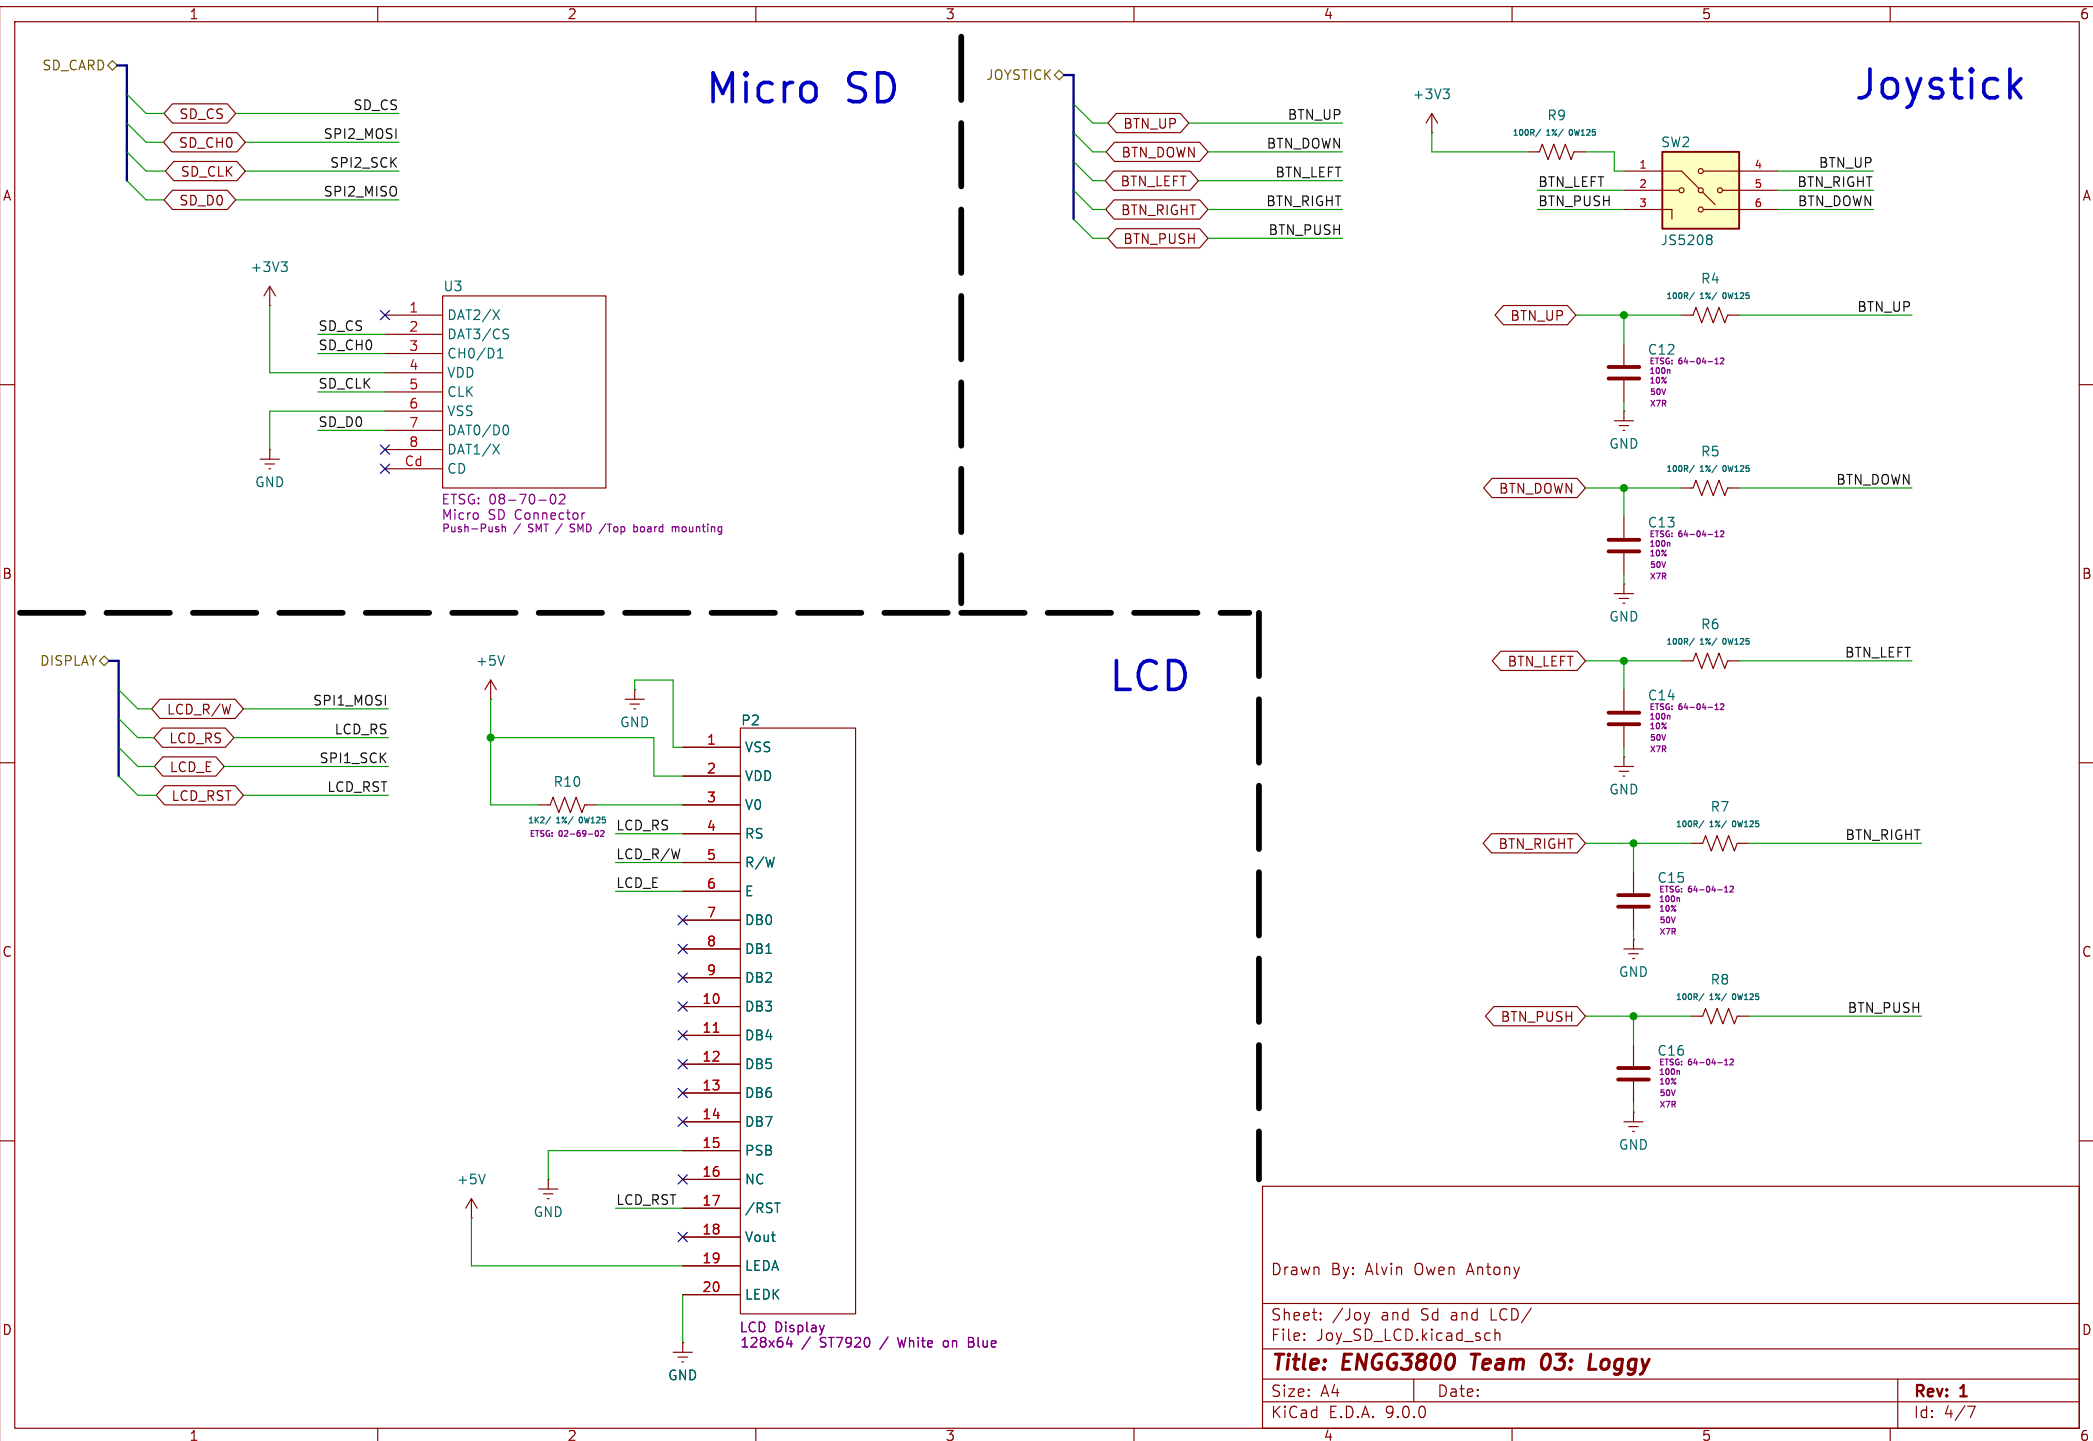 1 2 3 4 5 6
A
B
C
D
A
B
C
D
1 2 3 4 5 6
Micro SD
SD_CARD
SD_CS SD_CS
SD_CH0 SPI2_MOSI
SD_CLK SPI2_SCK
SD_D0 SPI2_MISO
+3V3
U3
1 DAT2/X
SD_CS 2 DAT3/CS
SD_CH0 3 CH0/D1
4 VDD
SD_CLK 5 CLK
6 VSS
SD_D0 7 DAT0/D0
8 DAT1/X
Cd CD
GND
ETSG: 08-70-02
Micro SD Connector
Push-Push / SMT / SMD /Top board mounting
Joystick
JOYSTICK
BTN_UP BTN_UP
BTN_DOWN BTN_DOWN
BTN_LEFT BTN_LEFT
BTN_RIGHT BTN_RIGHT
BTN_PUSH BTN_PUSH
+3V3
R9
100R/ 1%/ 0W125
SW2
1 4 BTN_UP
BTN_LEFT 2 5 BTN_RIGHT
BTN_PUSH 3 6 BTN_DOWN
JS5208
R4
100R/ 1%/ 0W125
BTN_UP BTN_UP
C12
ETSG: 64-04-12
100n
10%
50V
X7R
GND
R5
100R/ 1%/ 0W125
BTN_DOWN BTN_DOWN
C13
ETSG: 64-04-12
100n
10%
50V
X7R
GND
R6
100R/ 1%/ 0W125
BTN_LEFT BTN_LEFT
C14
ETSG: 64-04-12
100n
10%
50V
X7R
GND
R7
100R/ 1%/ 0W125
BTN_RIGHT BTN_RIGHT
C15
ETSG: 64-04-12
100n
10%
50V
X7R
GND
R8
100R/ 1%/ 0W125
BTN_PUSH BTN_PUSH
C16
ETSG: 64-04-12
100n
10%
50V
X7R
GND
LCD
DISPLAY
LCD_R/W SPI1_MOSI
LCD_RS LCD_RS
LCD_E SPI1_SCK
LCD_RST LCD_RST
+5V
GND
P2
1 VSS
2 VDD
R10
3 V0
1K2/ 1%/ 0W125
ETSG: 02-69-02
LCD_RS 4 RS
LCD_R/W 5 R/W
LCD_E 6 E
7 DB0
8 DB1
9 DB2
10 DB3
11 DB4
12 DB5
13 DB6
14 DB7
15 PSB
16 NC
+5V
GND
LCD_RST 17 /RST
18 Vout
19 LEDA
20 LEDK
GND
LCD Display
128x64 / ST7920 / White on Blue
Drawn By: Alvin Owen Antony
Sheet: /Joy and Sd and LCD/
File: Joy_SD_LCD.kicad_sch
Title: ENGG3800 Team 03: Loggy
Size: A4 Date: Rev: 1
KiCad E.D.A. 9.0.0 Id: 4/7